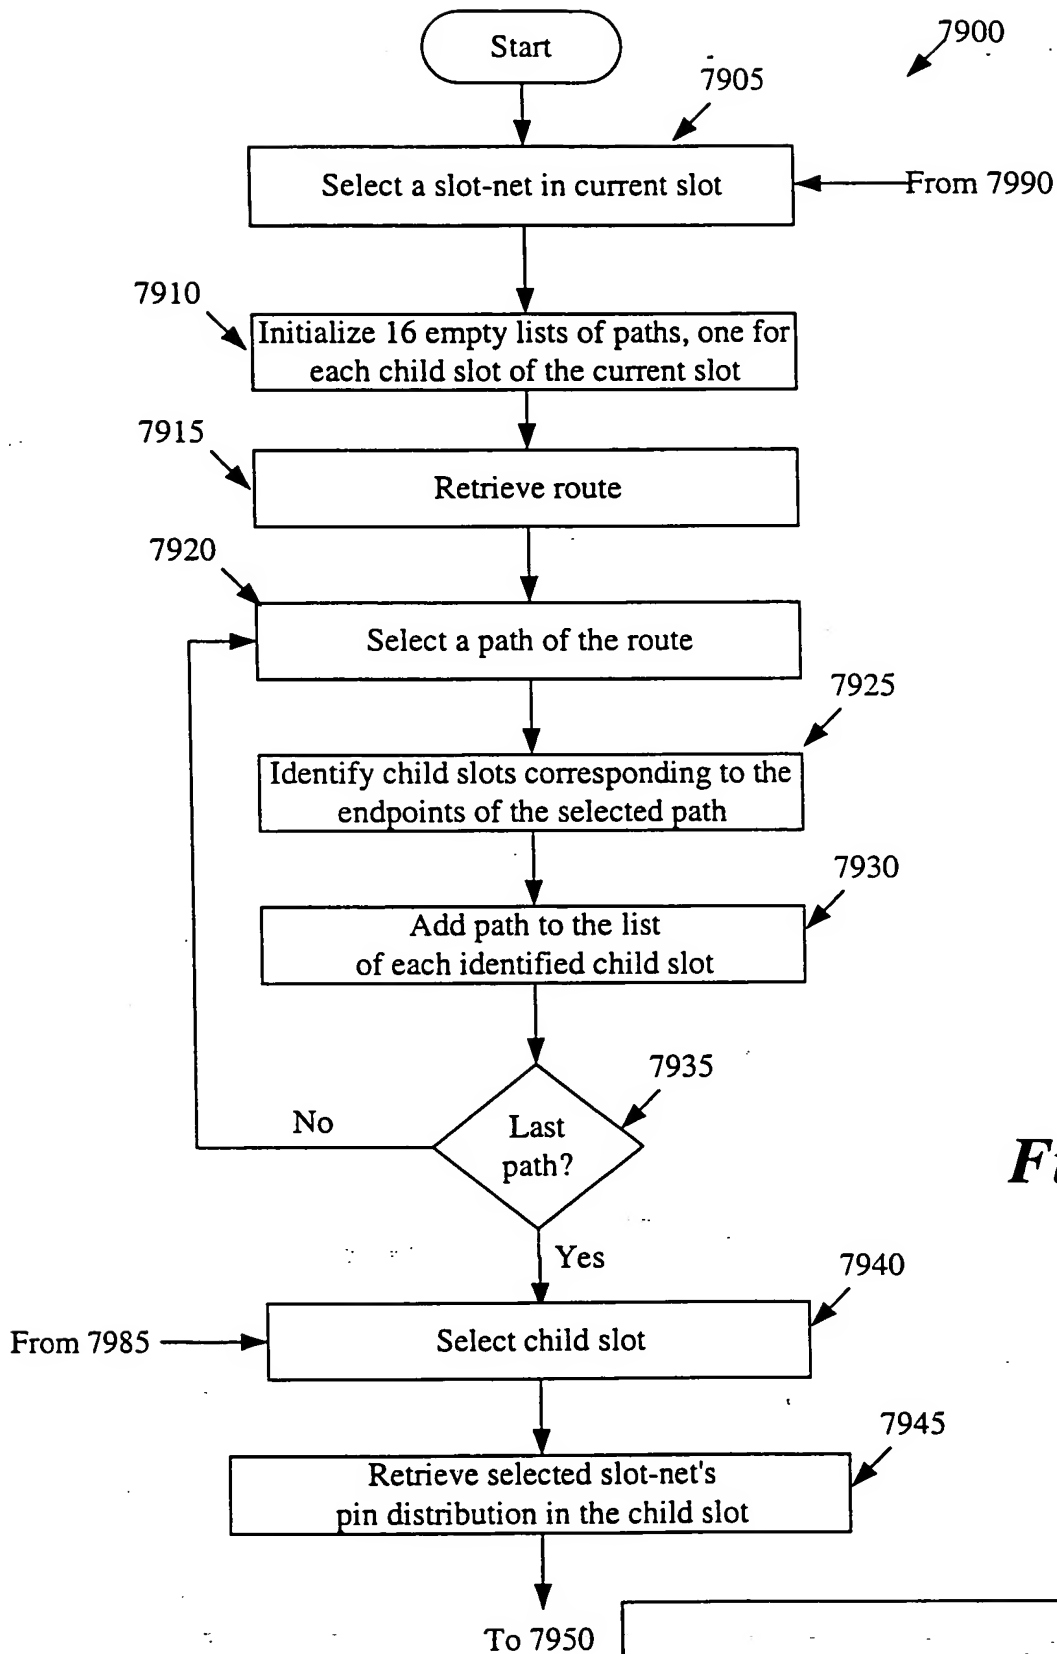 Start
7900
7905
Select a slot-net in current slot
From 7990
7910
Initialize 16 empty lists of paths, one for
each child slot of the current slot
7915
Retrieve route
7920
Select a path of the route
7925
Identify child slots corresponding to the
endpoints of the selected path
7930
Add path to the list
of each identified child slot
7935
Last
path?
No
Yes
7940
From 7985
Select child slot
7945
Retrieve selected slot-net's
pin distribution in the child slot
To 7950